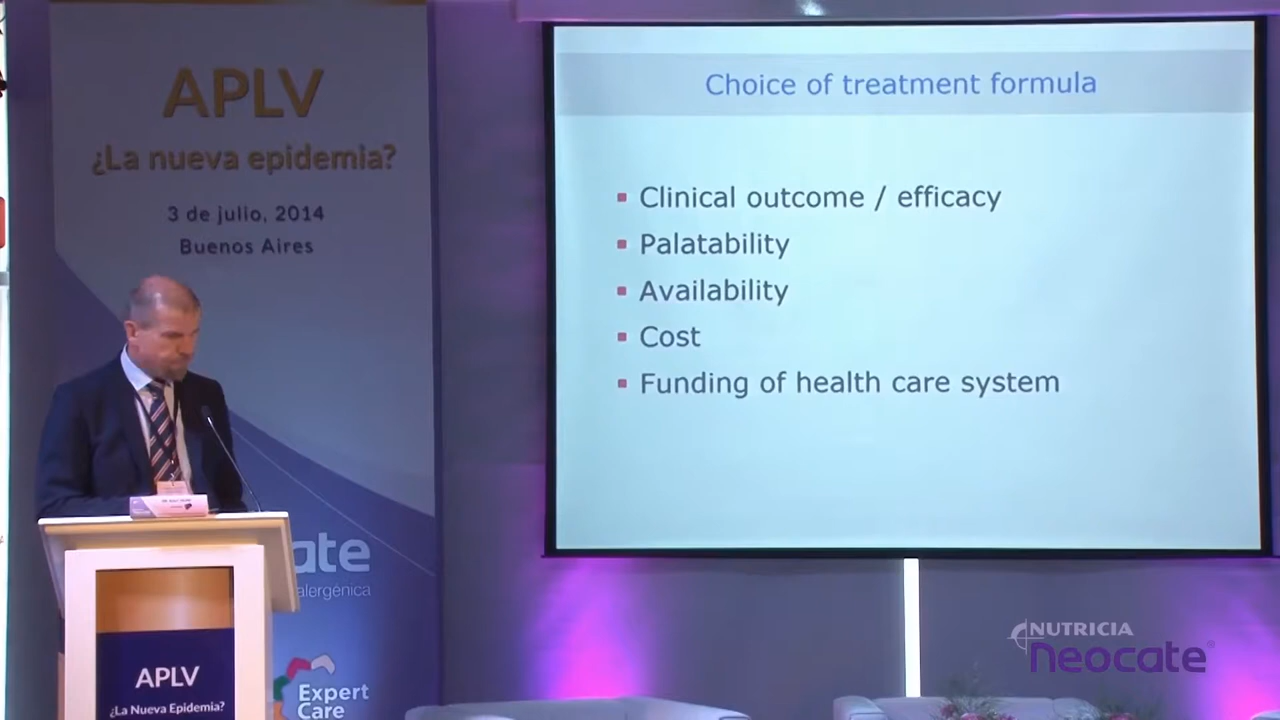 APLV
¿La nueva epidemia?
3 de julio, 2014
Buenos Aires
Choice of treatment formula
Clinical outcome / efficacy
Palatability
Availability
Cost
Funding of health care system
ate
alergénica
Expert
Care
APLV
¿La Nueva Epidemia?
NUTRICIA
neocate